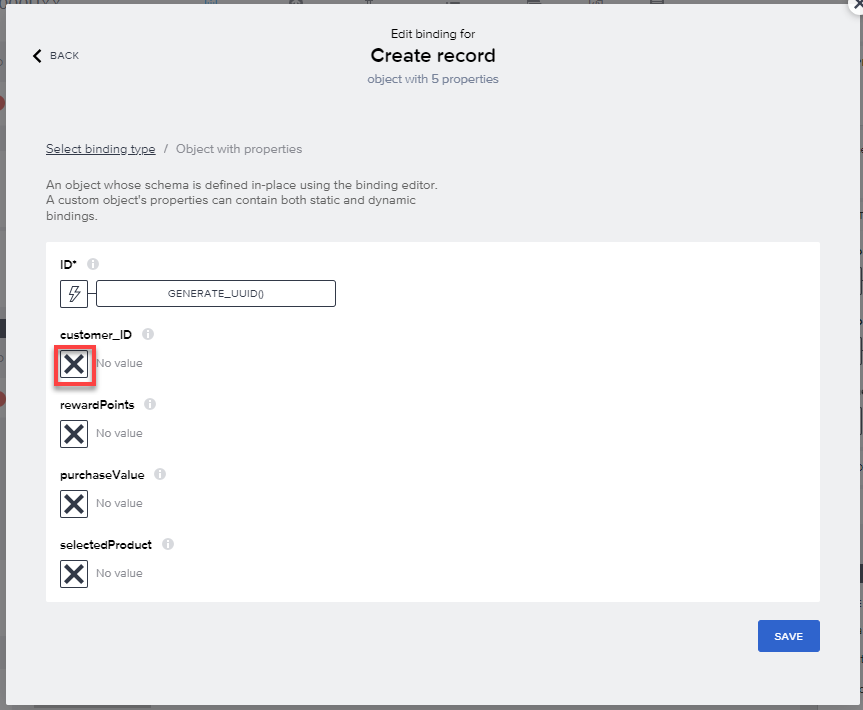 Edit binding for
BACK
Create record
object with 5 properties
Select binding type / Object with properties
An object whose schema is defined in-place using the binding editor.
A custom object's properties can contain both static and dynamic
bindings.
ID*
GENERATE_UUID()
customer_ID
No value
rewardPoints
No value
purchaseValue
No value
selectedProduct
No value
SAVE